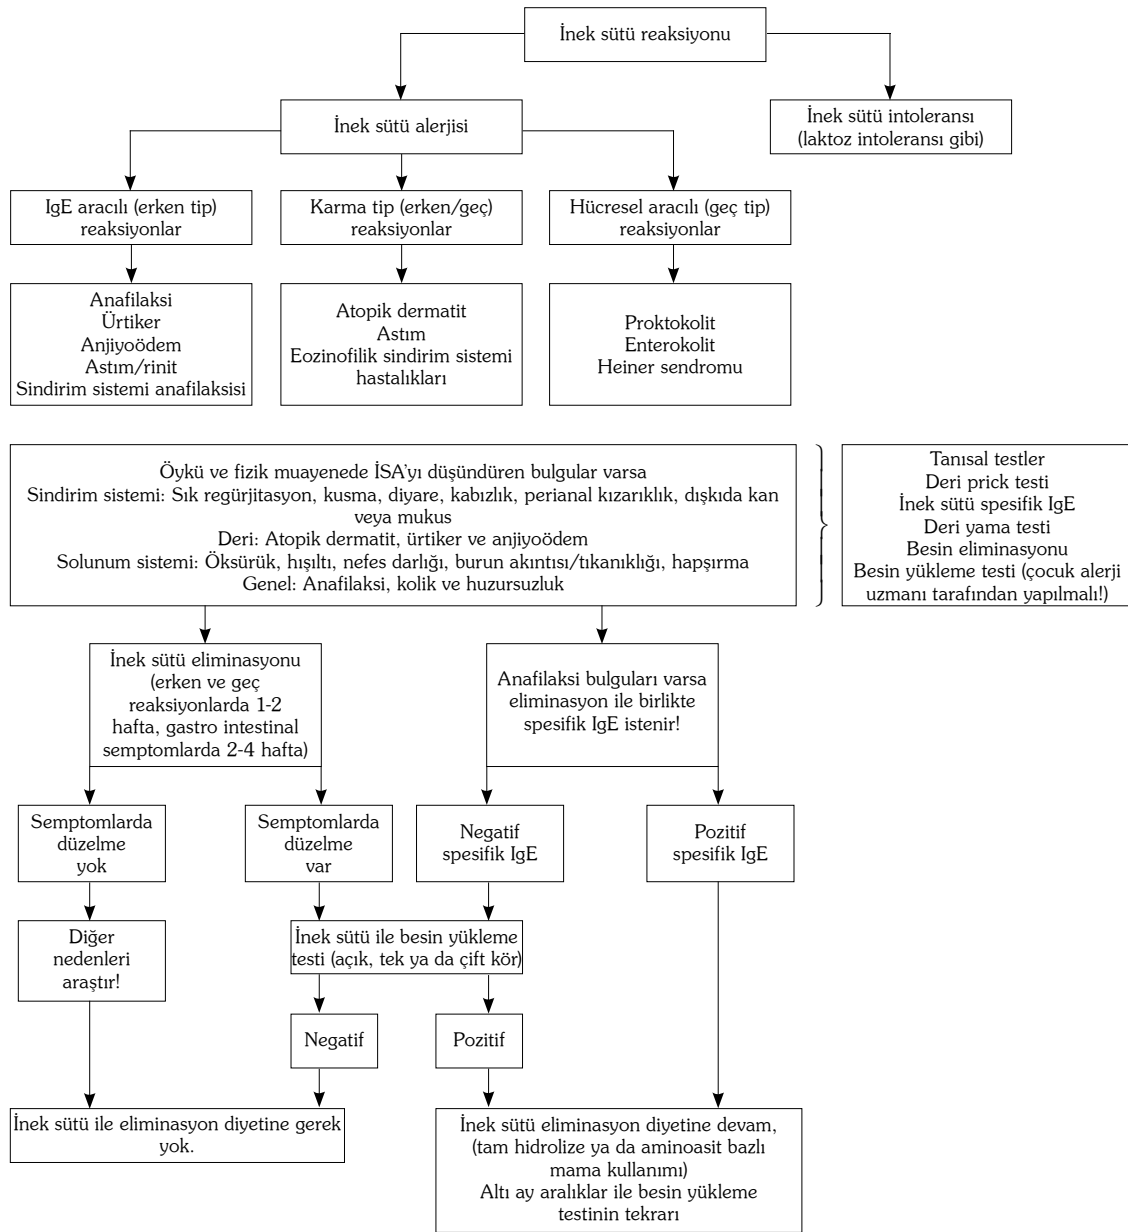 İnek sütü reaksiyonu
İnek sütü alerjisi
İnek sütü intoleransı
(laktoz intoleransı gibi)
IgE aracılı (erken tip)
reaksiyonlar
Karma tip (erken/geç)
reaksiyonlar
Hücresel aracılı (geç tip)
reaksiyonlar
Anafilaksi
Ürtiker
Anjiyoödem
Astım/rinit
Sindirim sistemi anafilaksisi
Atopik dermatit
Astım
Eozinofilik sindirim sistemi
hastalıkları
Proktokolit
Enterokolit
Heiner sendromu
Öykü ve fizik muayenede İSA'yı düşündüren bulgular varsa
Sindirim sistemi: Sık regürjitasyon, kusma, diyare, kabızlık, perianal kızarıklık, dışkıda kan
veya mukus
Deri: Atopik dermatit, ürtiker ve anjiyoödem
Solunum sistemi: Öksürük, hışıltı, nefes darlığı, burun akıntısı/tıkanıklığı, hapşırma
Genel: Anafilaksi, kolik ve huzursuzluk
Tanısal testler
Deri prick testi
İnek sütü spesifik IgE
Deri yama testi
Besin eliminasyonu
Besin yükleme testi (çocuk alerji
uzmanı tarafından yapılmalı!)
İnek sütü eliminasyonu
(erken ve geç
reaksiyonlarda 1-2
hafta, gastro intestinal
semptomlarda 2-4 hafta)
Anafilaksi bulguları varsa
eliminasyon ile birlikte
spesifik IgE istenir!
Semptomlarda
düzelme
yok
Semptomlarda
düzelme
var
Negatif
spesifik IgE
Pozitif
spesifik IgE
Diğer
nedenleri
araştır!
İnek sütü ile besin yükleme
testi (açık, tek ya da çift kör)
Negatif
Pozitif
İnek sütü ile eliminasyon diyetine gerek
yok.
İnek sütü eliminasyon diyetine devam,
(tam hidrolize ya da aminoasit bazlı
mama kullanımı)
Altı ay aralıklar ile besin yükleme
testinin tekrarı